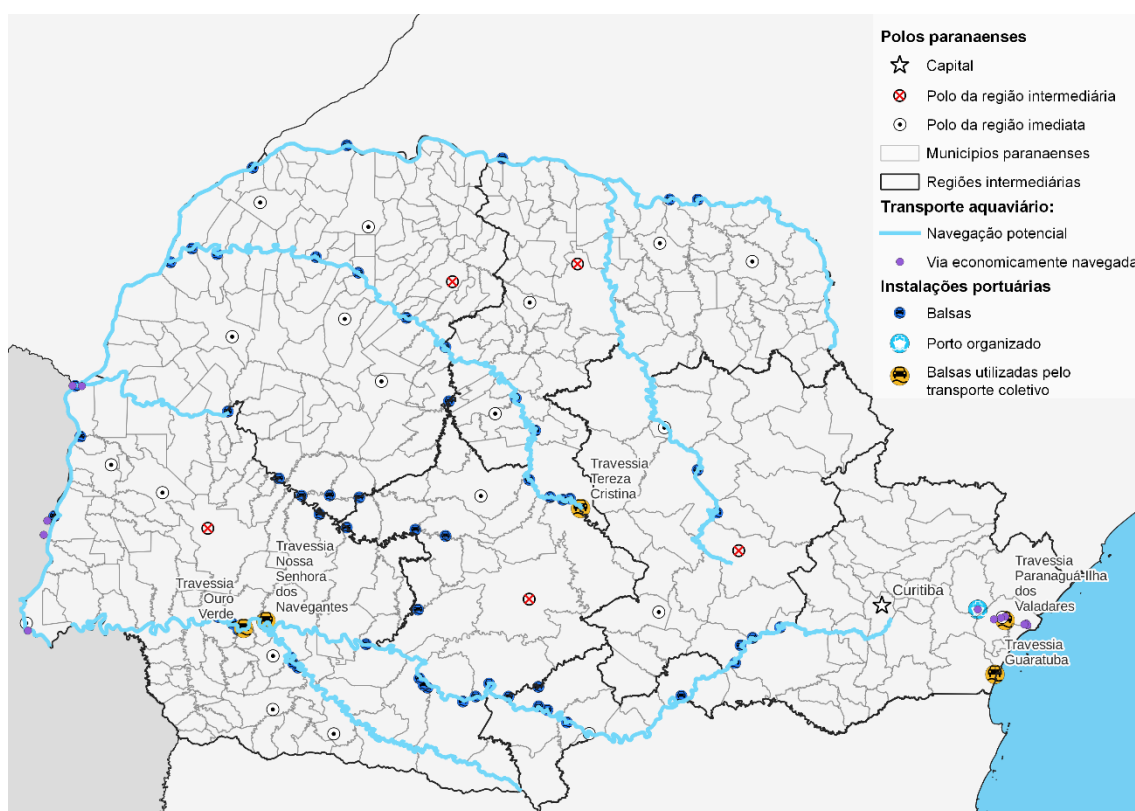 Polos paranaenses
Capital
Polo da região intermediária
Polo da região imediata
Municípios paranaenses
Regiões intermediárias
Transporte aquaviário:
Navegação potencial
Via economicamente navegada
Instalações portuárias
Balsas
Porto organizado
Balsas utilizadas pelo
transporte coletivo
Travessia
Tereza
Cristina
Travessia
Nossa
Senhora
dos
Navegantes
Travessia
Ouro
Verde
Curitiba
Travessia
Paranaguá-Ilha
dos
Valadares
Travessia
Guaratuba